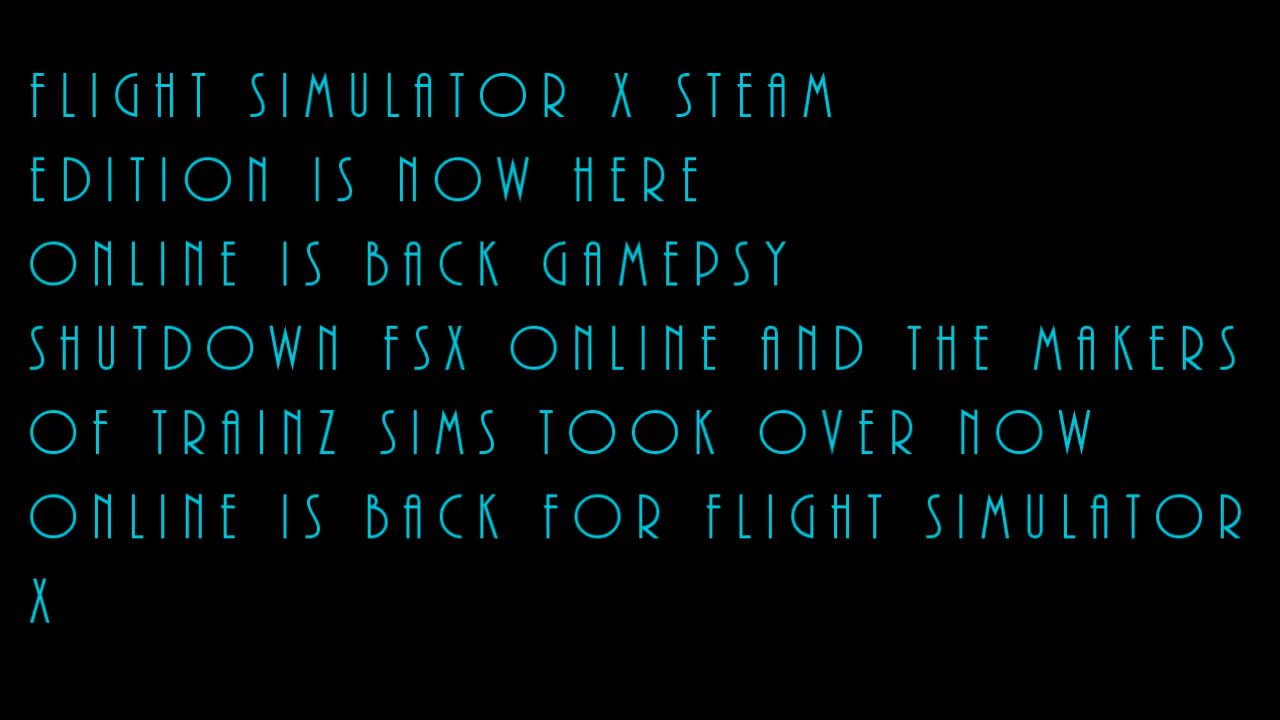 FLIGHT SIMULATOR X STEAM
EDITION IS NOW HERE
ONLINE IS BACK GAMEPSY
SHUTDOWN FSX ONLINE AND THE MAKERS
OF TRAINZ SIMS TOOK OVER NOW
ONLINE IS BACK FOR FLIGHT SIMULATOR
X